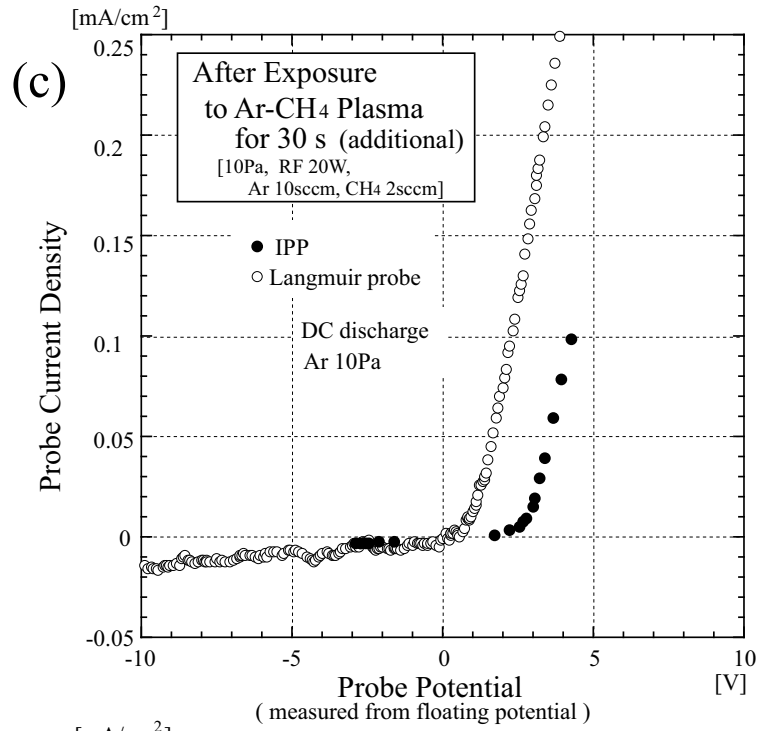 [mA/cm2]
(c)
0.25
0.2
0.15
0.1
0.05
0
-0.05
Probe Current Density
After Exposure
to Ar-CH4 Plasma
for 30 s (additional)
[10Pa, RF 20W,
Ar 10sccm, CH4 2sccm]
IPP
Langmuir probe
DC discharge
Ar 10Pa
-10
-5
0
5
10
Probe Potential
[V]
( measured from floating potential )